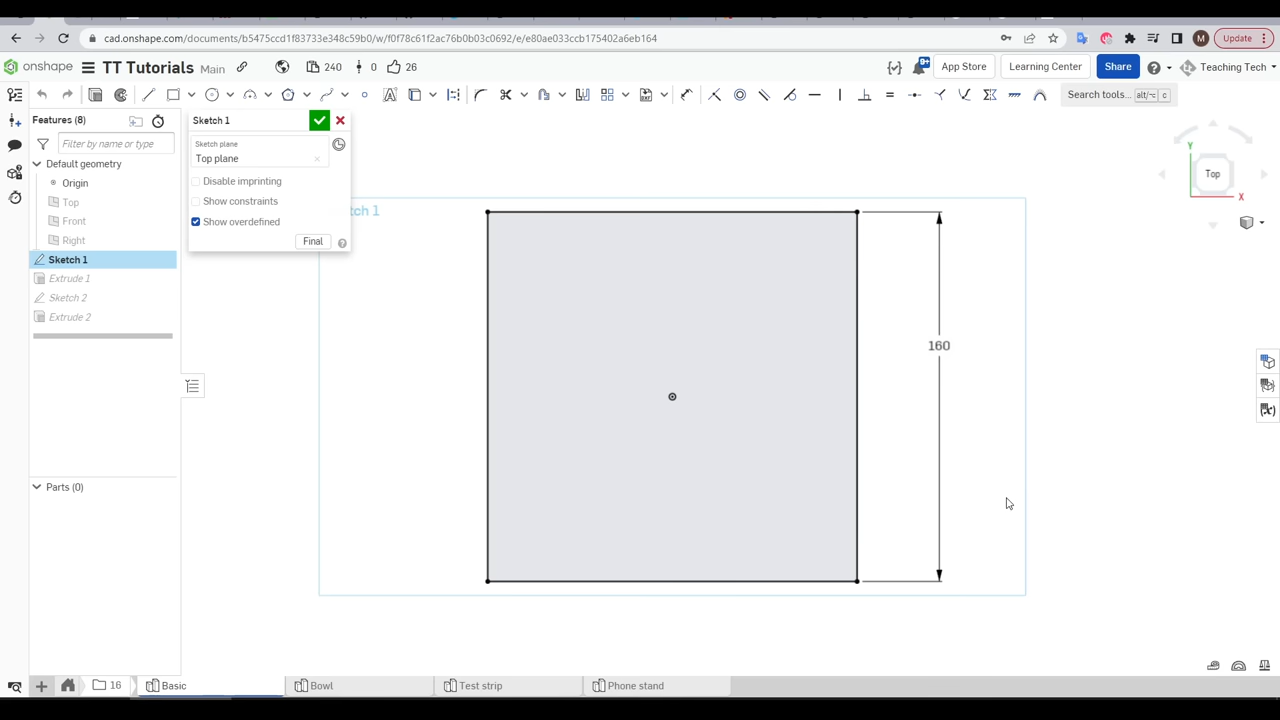 cad.onshape.com/documents/b5475ccd1f83733e348c59b0/w/f0f78c61f2ac76b0b03c0692/e/e80ae033ccb175402a6eb164
M
Update
onshape
TT Tutorials
Main
240
0
26
9+
App Store
Learning Center
Share
Teaching Tech
Search tools...
alt/⌥
c
Features (8)
Filter by name or type
Default geometry
Origin
Top
Front
Right
Sketch 1
Extrude 1
Sketch 2
Extrude 2
Parts (0)
Sketch 1
Sketch plane
Top plane
Disable imprinting
Show constraints
Show overdefined
Final
tch 1
160
Y
Top
X
16
Basic
Bowl
Test strip
Phone stand